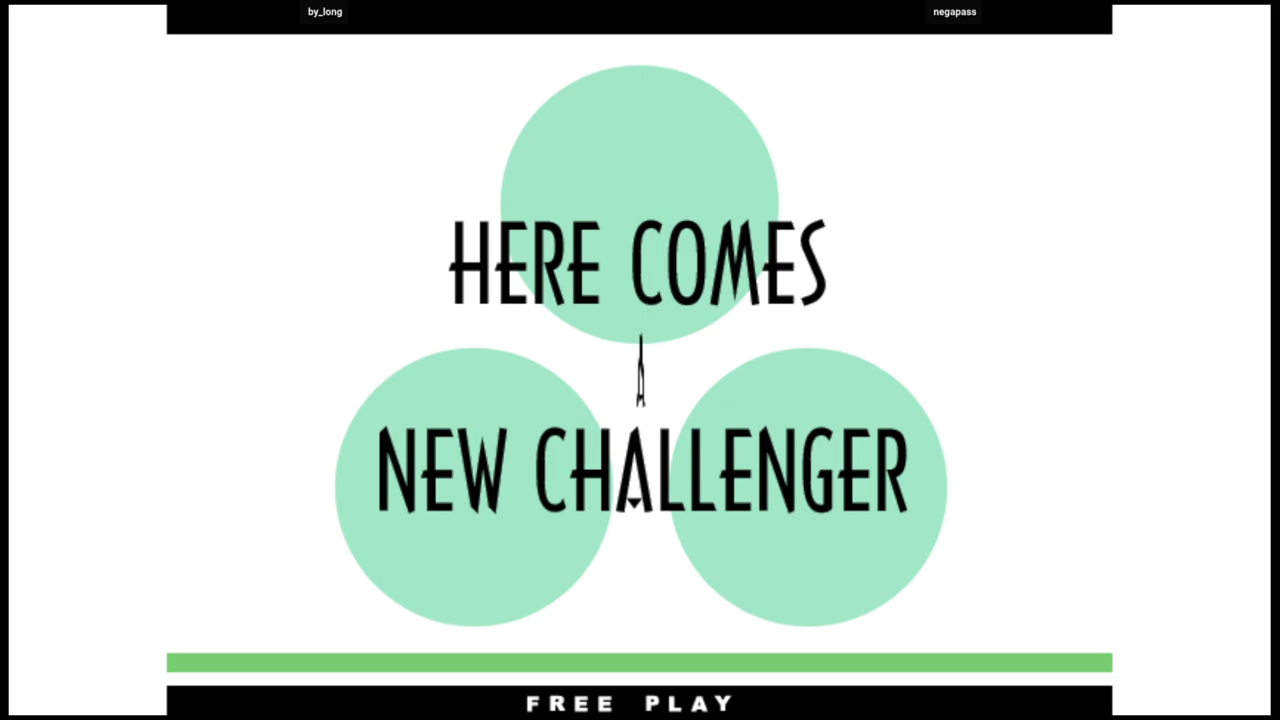 by_long
negapass
HERE COMES
A
NEW CHALLENGER
FREE PLAY